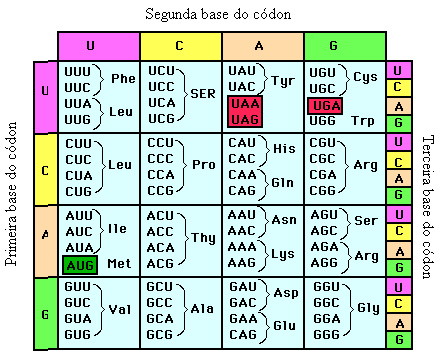 Segunda base do códon
U C A G
Primeira base do códon
Terceira base do códon
U
UUU UUC Phe
UUA UUG Leu
UCU UCC UCA UCG SER
UAU UAC Tyr
UAA
UAG
UGU UGC Cys
UGA
UGG Trp
U
C
A
G
C
CUU CUC CUA CUG Leu
CCU CCC CCA CCG Pro
CAU CAC His
CAA CAG Gln
CGU CGC CGA CGG Arg
U
C
A
G
A
AUU AUC AUA Ile
AUG Met
ACU ACC ACA ACG Thy
AAU AAC Asn
AAA AAG Lys
AGU AGC Ser
AGA AGG Arg
U
C
A
G
G
GUU GUC GUA GUG Val
GCU GCC GCA GCG Ala
GAU GAC Asp
GAA CAG Glu
GGU GGC GGA GGG Gly
U
C
A
G